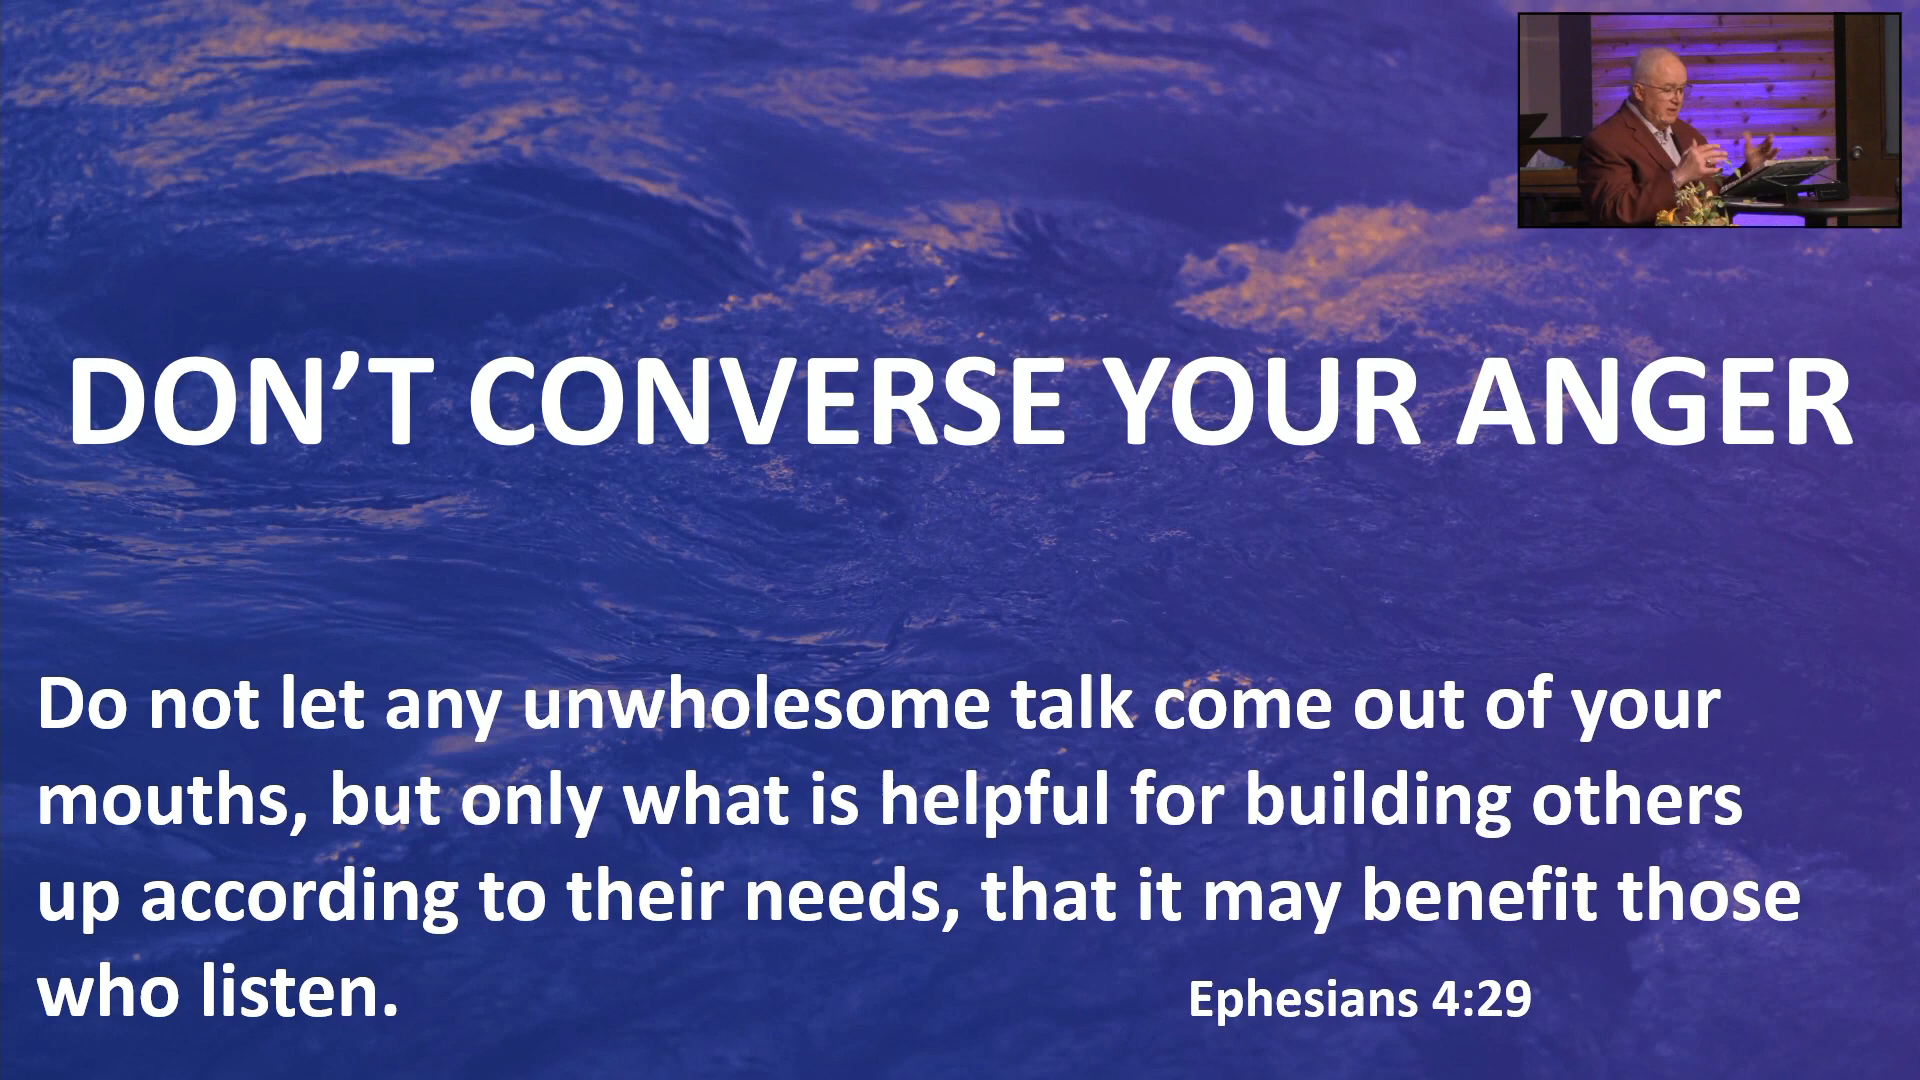 DON’T CONVERSE YOUR ANGER
Do not let any unwholesome talk come out of your
mouths, but only what is helpful for building others
up according to their needs, that it may benefit those
who listen.
Ephesians 4:29